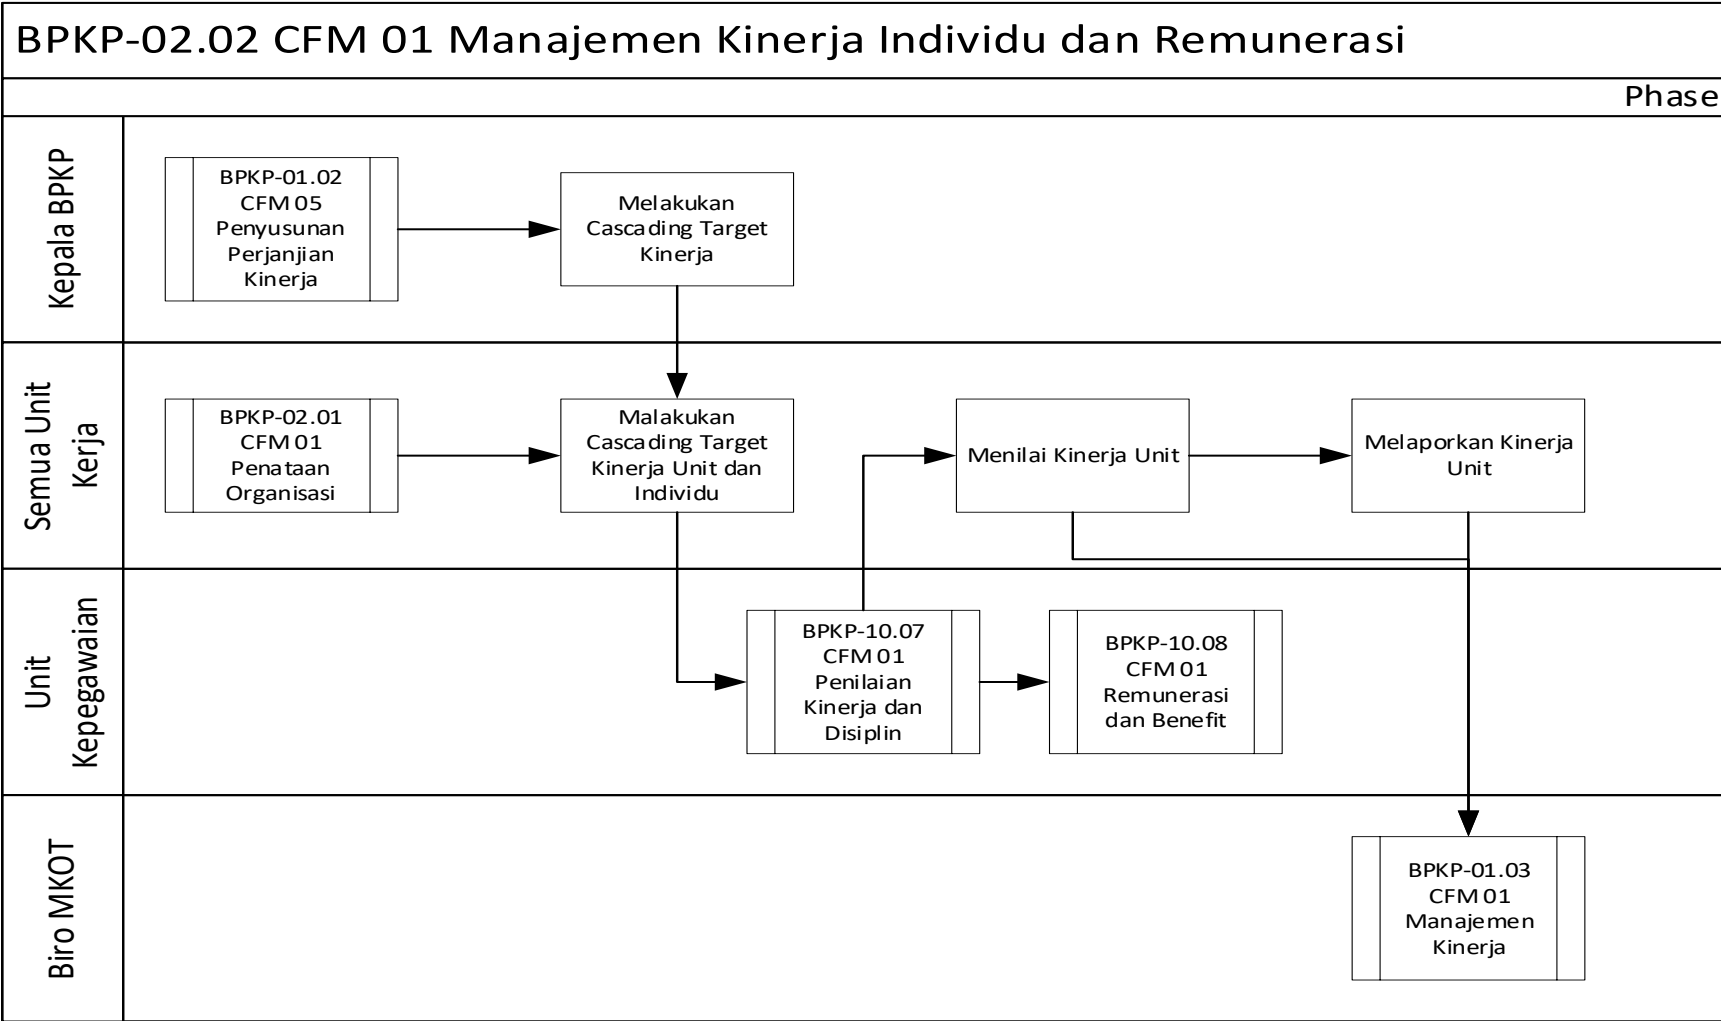 BPKP-02.02 CFM 01 Manajemen Kinerja Individu dan Remunerasi
Phase
Kepala BPKP
BPKP-01.02
CFM 05
Penyusunan
Perjanjian
Kinerja
Melakukan
Cascading Target
Kinerja
Semua Unit
Kerja
BPKP-02.01
CFM 01
Penataan
Organisasi
Malakukan
Cascading Target
Kinerja Unit dan
Individu
Menilai Kinerja Unit
Melaporkan Kinerja
Unit
Unit
Kepegawaian
BPKP-10.07
CFM 01
Penilaian
Kinerja dan
Disiplin
BPKP-10.08
CFM 01
Remunerasi
dan Benefit
Biro MKOT
BPKP-01.03
CFM 01
Manajemen
Kinerja